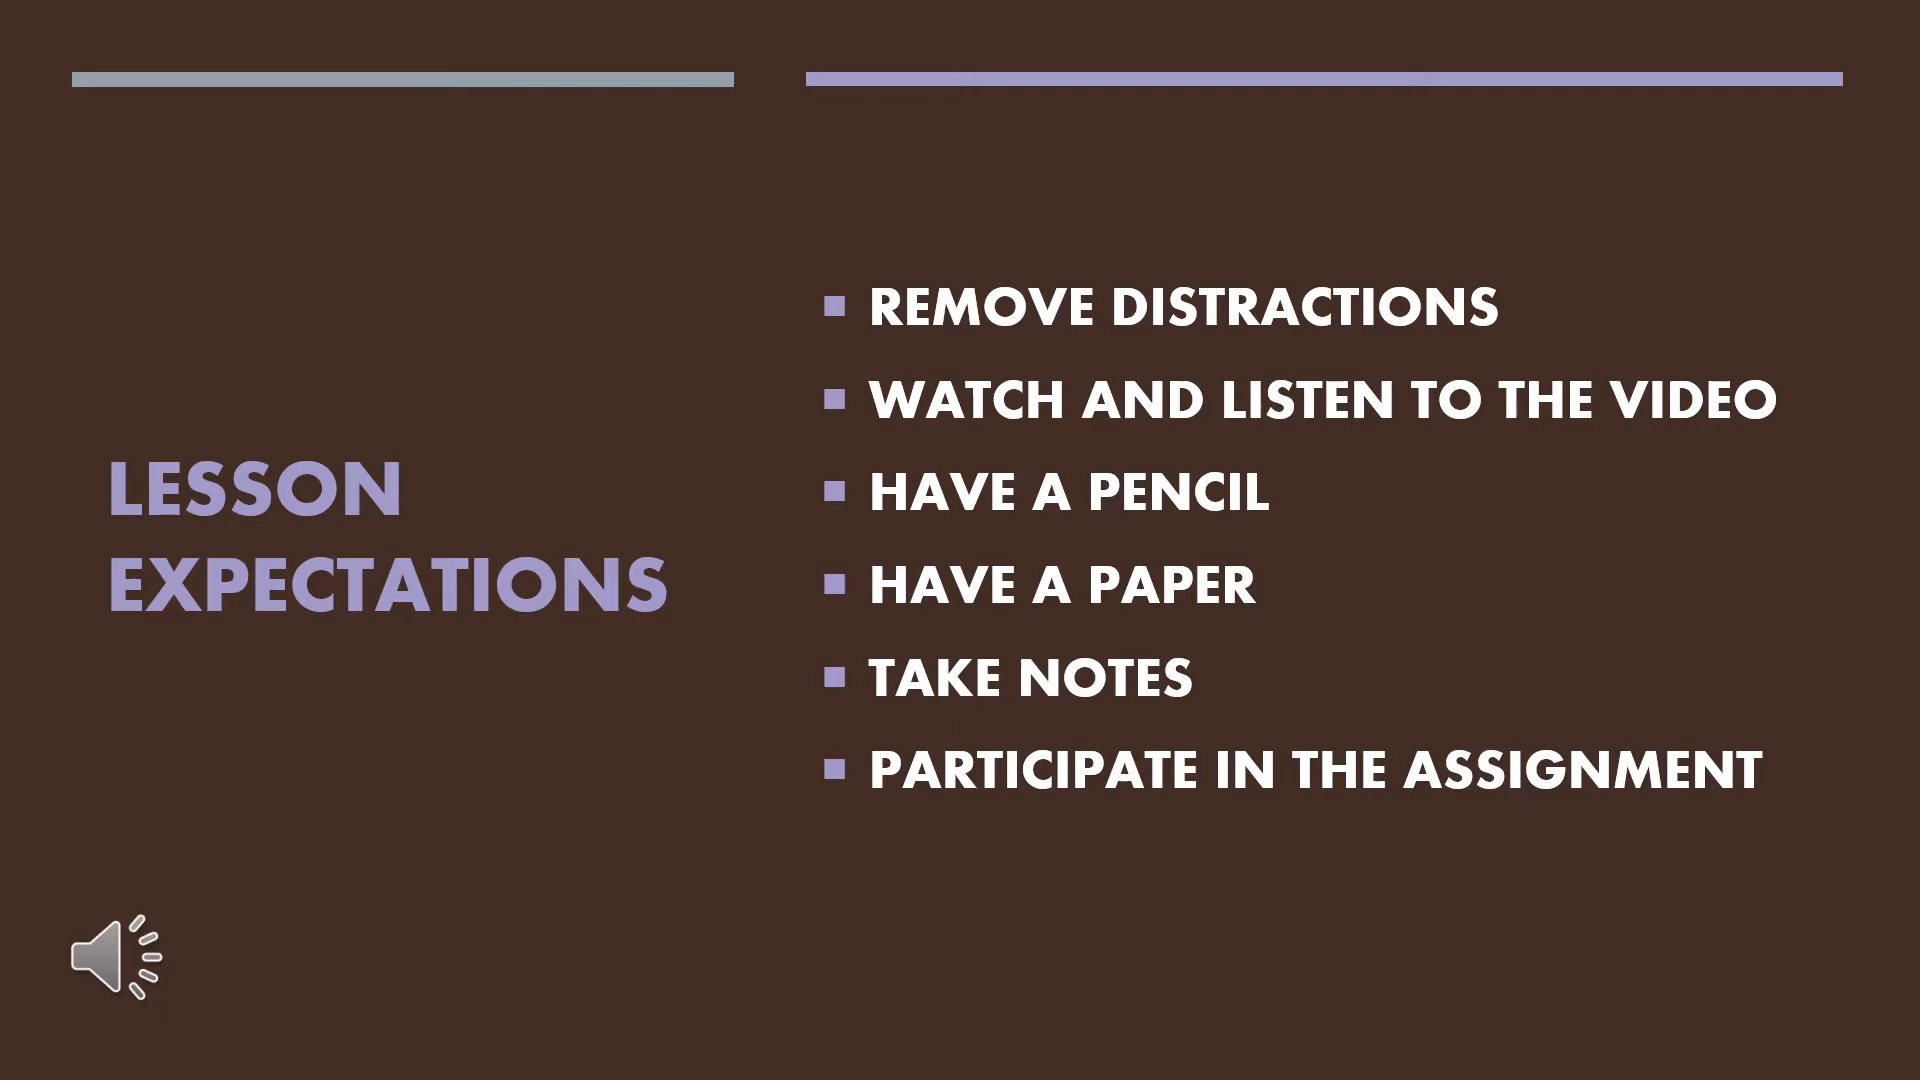 LESSON
EXPECTATIONS
REMOVE DISTRACTIONS
WATCH AND LISTEN TO THE VIDEO
HAVE A PENCIL
HAVE A PAPER
TAKE NOTES
PARTICIPATE IN THE ASSIGNMENT